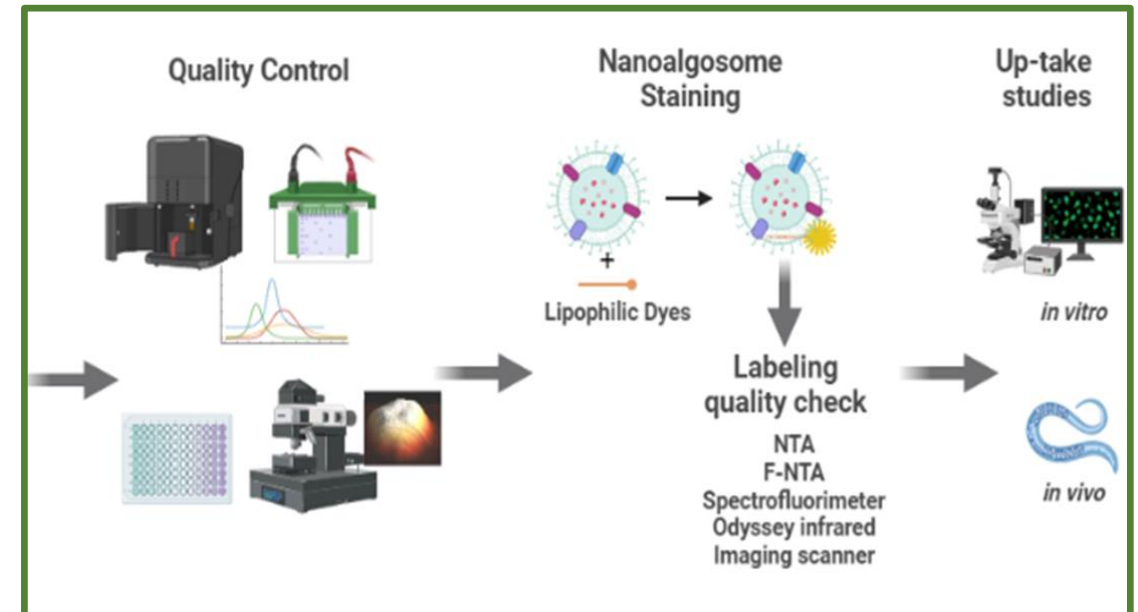 Quality Control
Nanoalgosome
Staining
+
Lipophilic Dyes
Labeling
quality check
NTA
F-NTA
Spectrofluorimeter
Odyssey infrared
Imaging scanner
Up-take
studies
in vitro
in vivo